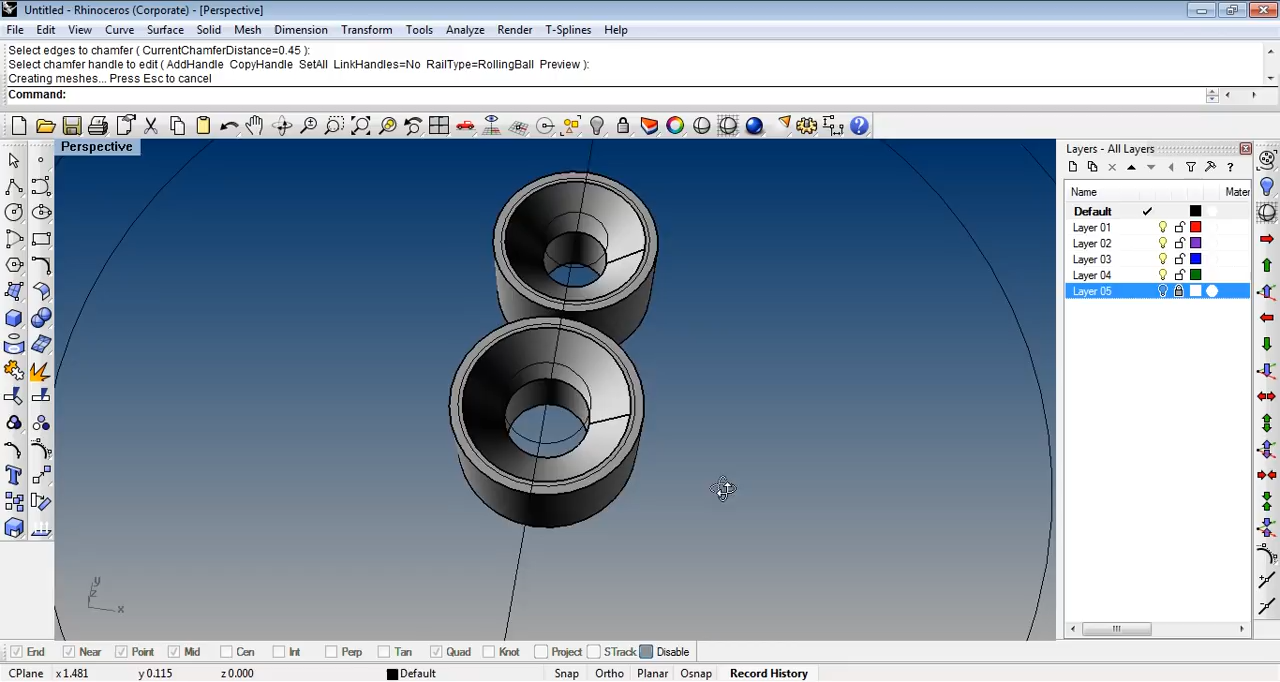 Untitled - Rhinoceros (Corporate) - [Perspective]
File Edit View Curve Surface Solid Mesh Dimension Transform Tools Analyze Render T-Splines Help
Select edges to chamfer ( CurrentChamferDistance=0.45 ):
Select chamfer handle to edit ( AddHandle CopyHandle SetAll LinkHandles=No RailType=RollingBall Preview ):
Creating meshes... Press Esc to cancel
Command:
Perspective
Layers - All Layers
Name Mater
Default
Layer 01
Layer 02
Layer 03
Layer 04
Layer 05
y
z
x
End Near Point Mid Cen Int Perp Tan Quad Knot Project STrack Disable
CPlane x 1.481 y 0.115 z 0.000 Default Snap Ortho Planar Osnap Record History